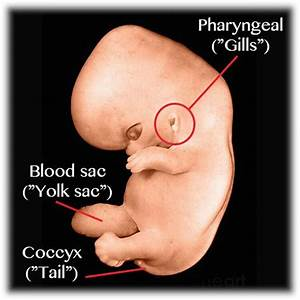 Pharyngeal
("Gills")
Blood sac
("Yolk sac")
Coccyx
("Tail")